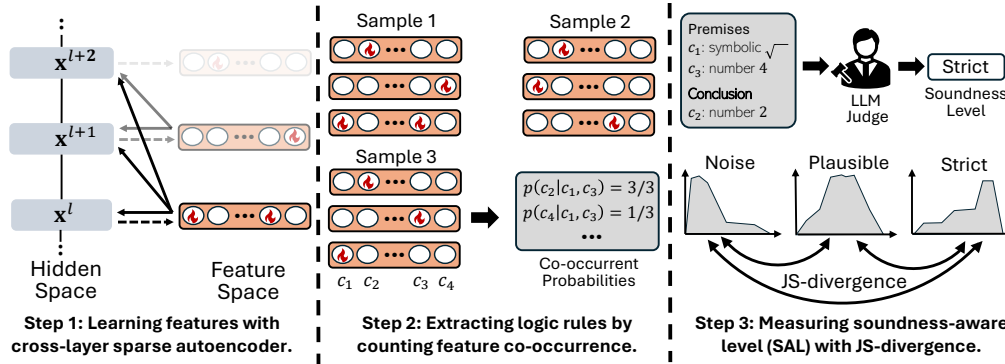 x^{l+2}
x^{l+1}
x^l
Hidden
Space
Feature
Space
Step 1: Learning features with
cross-layer sparse autoencoder.
Sample 1
Sample 2
Sample 3
c₁ c₂ c₃ c₄
p(c₂|c₁, c₃) = 3/3
p(c₄|c₁, c₃) = 1/3
•••
Co-occurrent
Probabilities
Step 2: Extracting logic rules by
counting feature co-occurrence.
Premises
c₁: symbolic √
c₃: number 4
Conclusion
c₂: number 2
LLM
Judge
Strict
Soundness
Level
Noise
Plausible
Strict
JS-divergence
Step 3: Measuring soundness-aware
level (SAL) with JS-divergence.